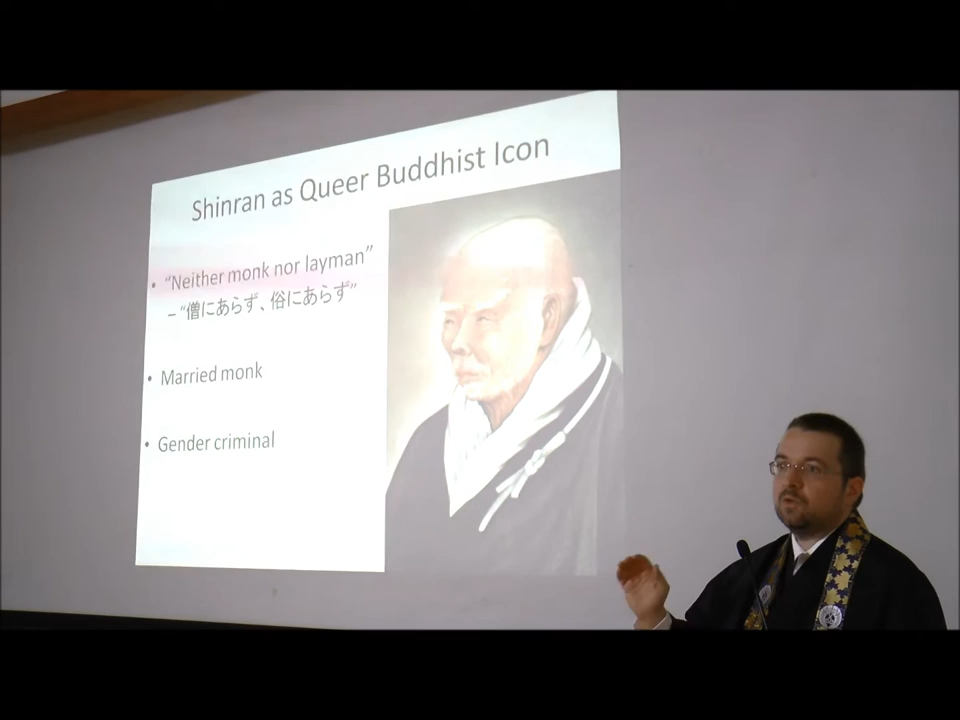 Shinran as Queer Buddhist Icon
• “Neither monk nor layman”
– “僧にあらず、俗にあらず”
• Married monk
• Gender criminal